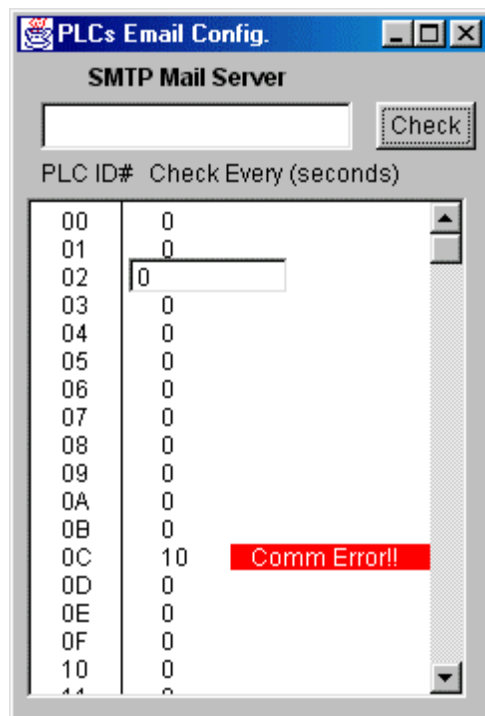 PLCs Email Config.
SMTP Mail Server
Check
PLC ID# Check Every (seconds)
00 0
01 0
02 0
03 0
04 0
05 0
06 0
07 0
08 0
09 0
0A 0
0B 0
0C 10 Comm Error!!
0D 0
0E 0
0F 0
10 0
11 0